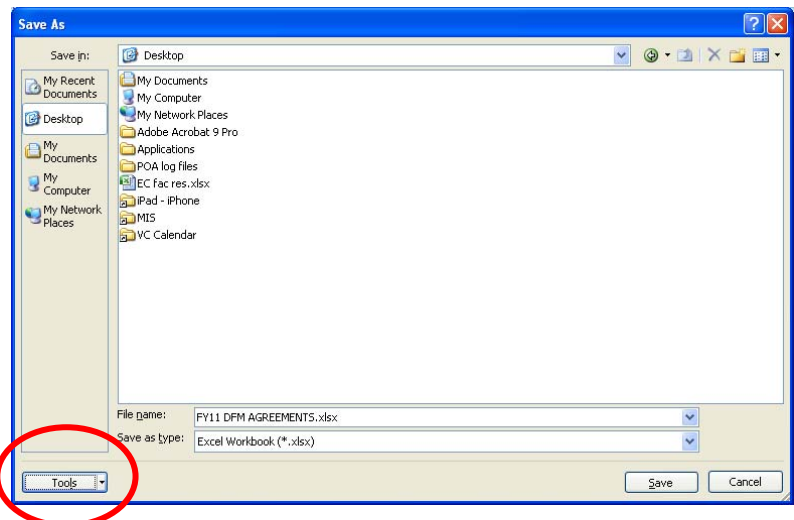 Save As
Save in:
Desktop
My Recent
Documents
Desktop
My
Documents
My
Computer
My Network
Places
My Documents
My Computer
My Network Places
Adobe Acrobat 9 Pro
Applications
POA log files
EC fac res.xlsx
iPad - iPhone
MIS
VC Calendar
File name:
FY11 DFM AGREEMENTS.xlsx
Save as type:
Excel Workbook (*.xlsx)
Tools
Save
Cancel